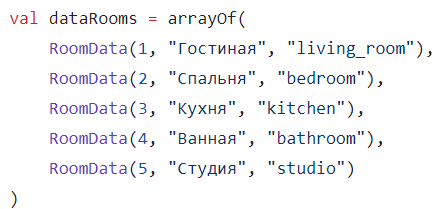 val dataRooms = arrayOf(
    RoomData(1, "Гостиная", "living_room"),
    RoomData(2, "Спальня", "bedroom"),
    RoomData(3, "Кухня", "kitchen"),
    RoomData(4, "Ванная", "bathroom"),
    RoomData(5, "Студия", "studio")
)